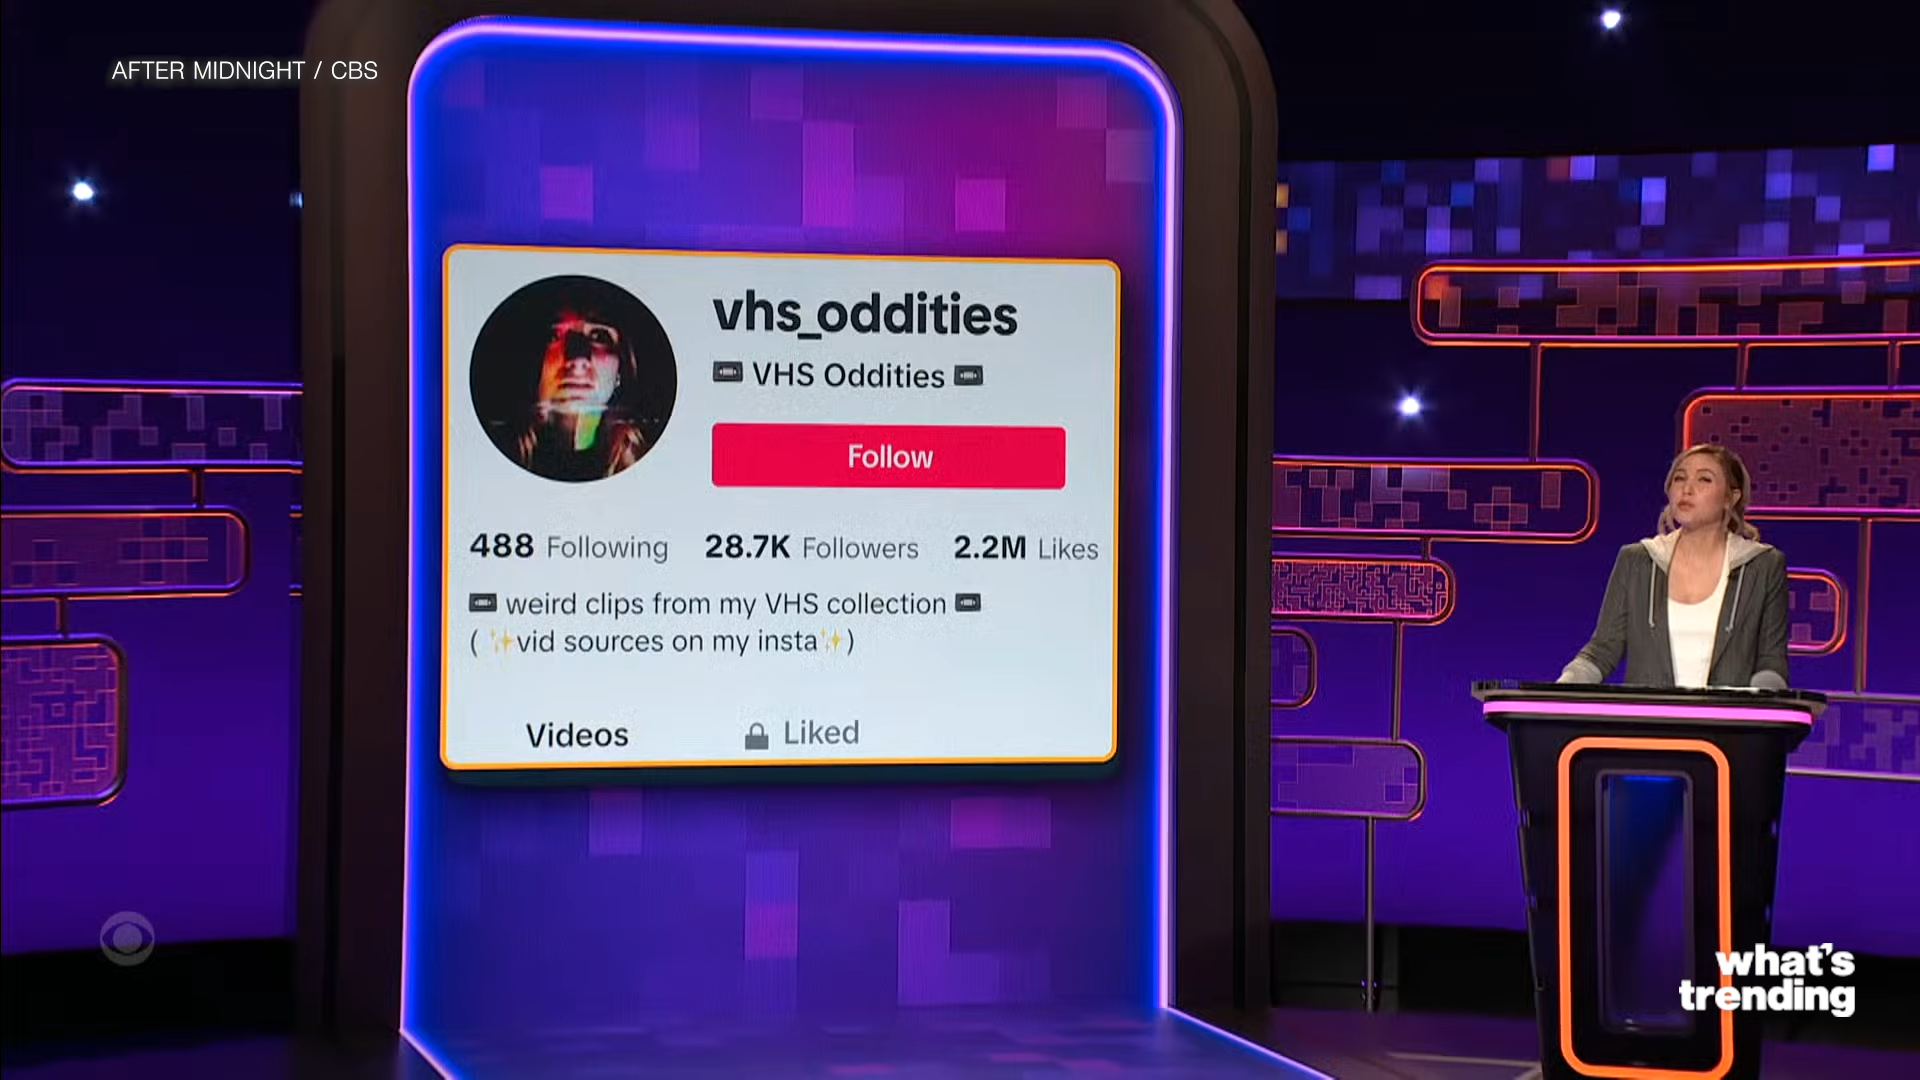 AFTER MIDNIGHT / CBS
vhs_oddities
VHS Oddities
Follow
488 Following 28.7K Followers 2.2M Likes
weird clips from my VHS collection
( ✨vid sources on my insta✨)
Videos Liked
what's
trending